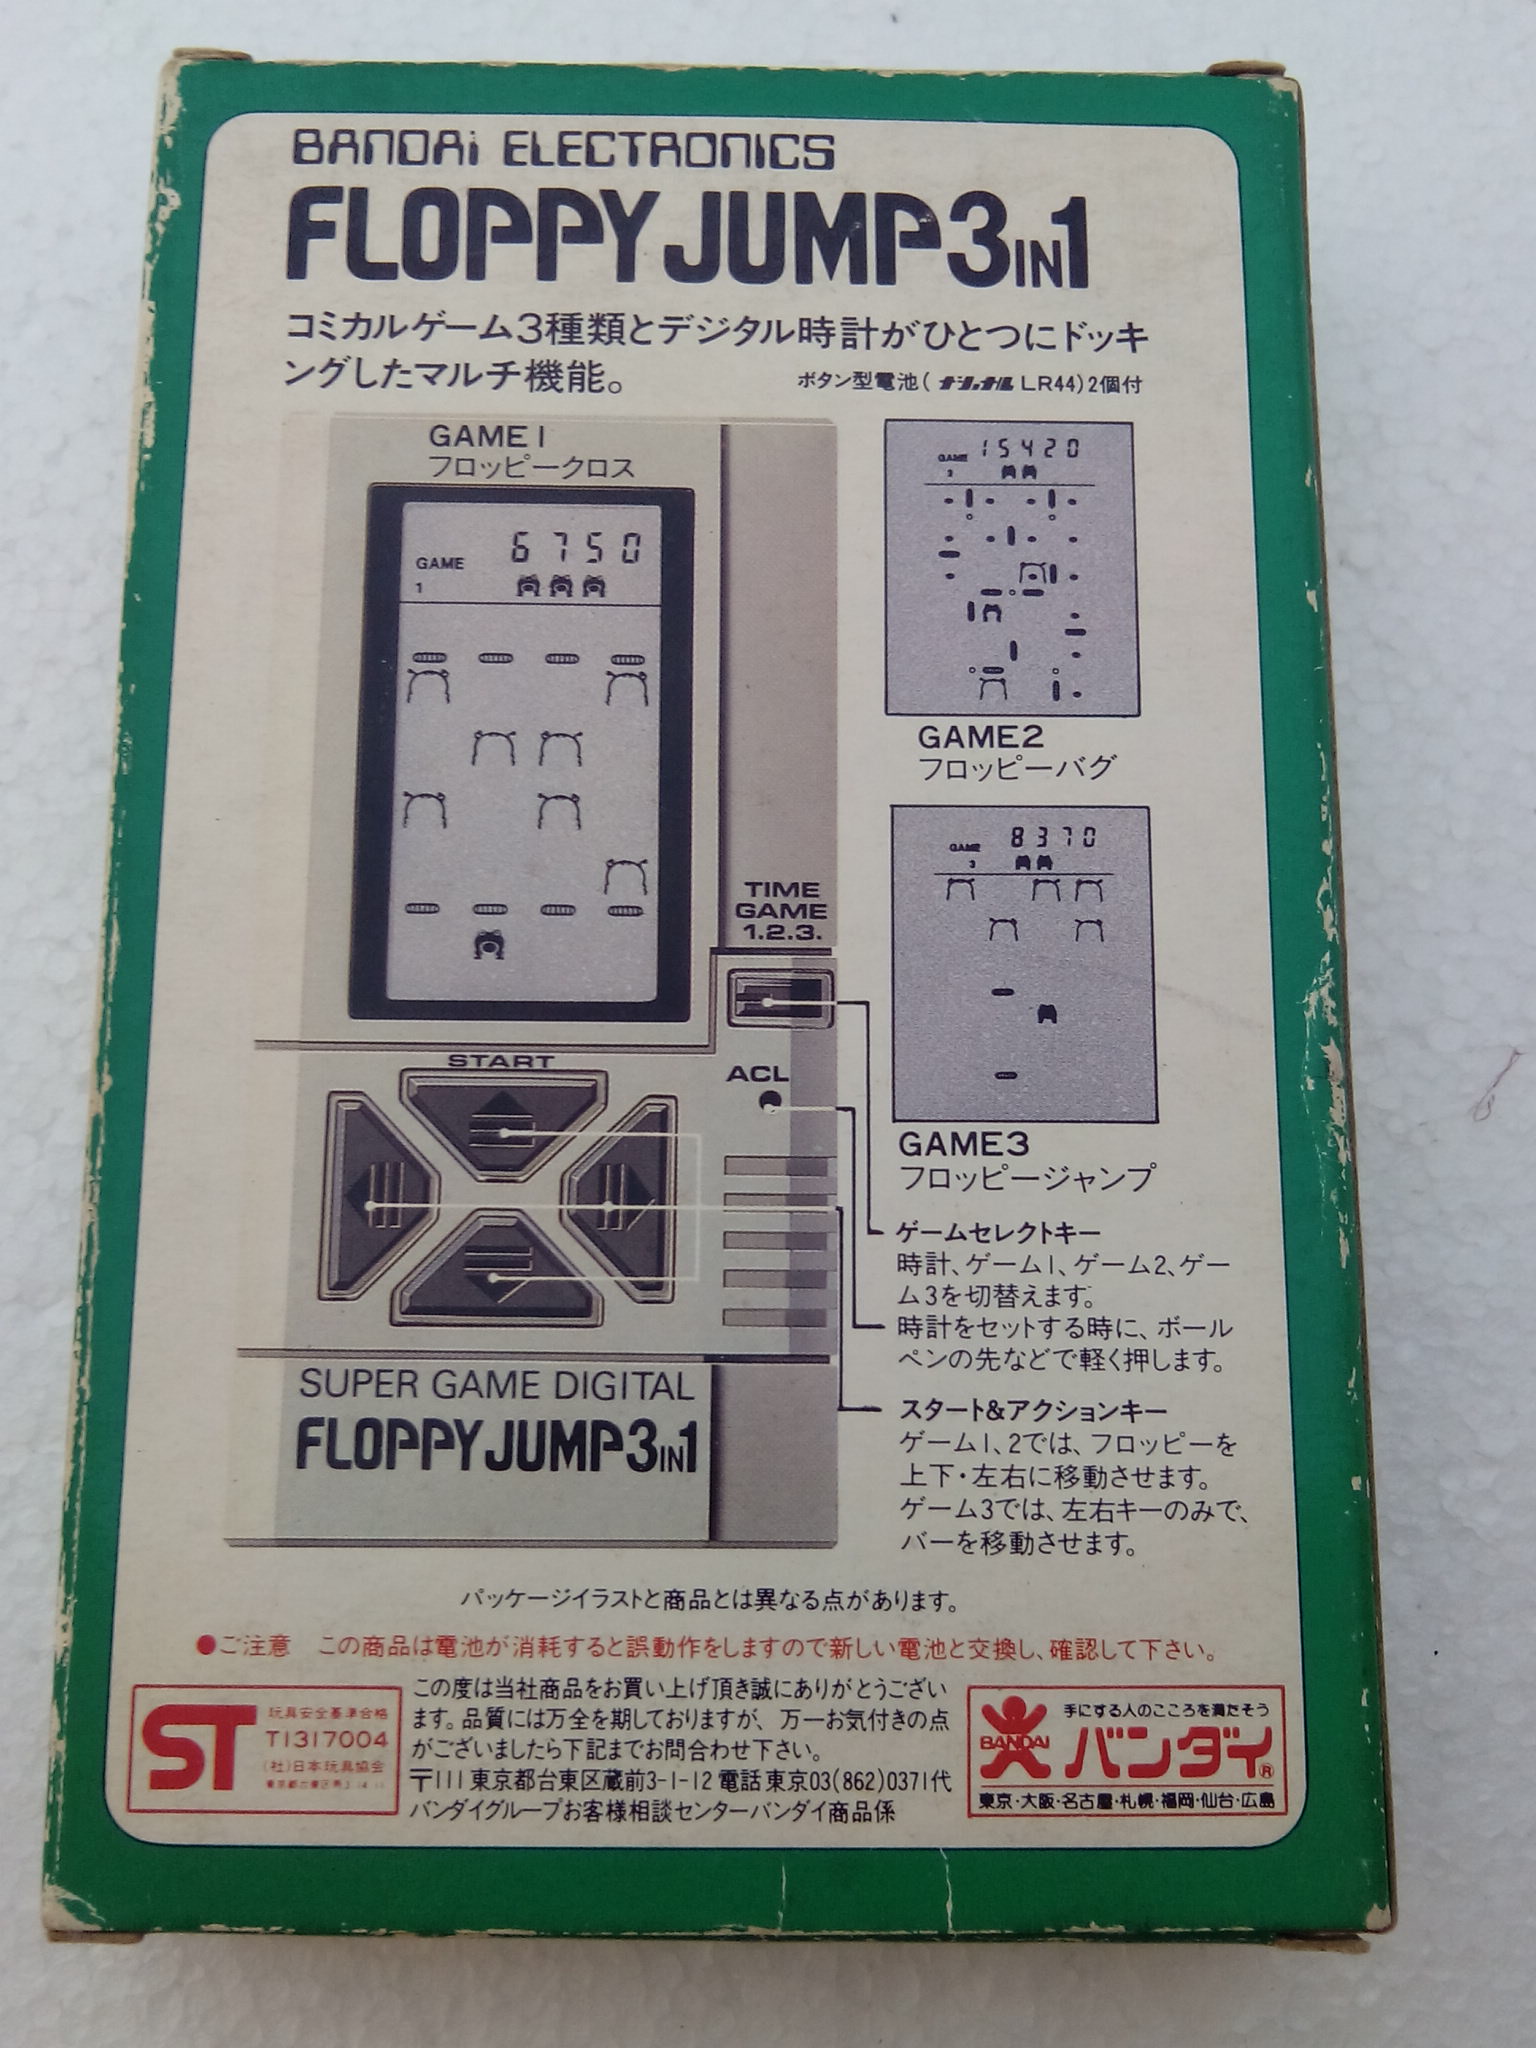 BANDAI ELECTRONICS
FLOPPY JUMP 3 IN 1
コミカルゲーム3種類とデジタル時計がひとつにドッキ
ングしたマルチ機能。
ボタン型電池(ナショナル LR44)2個付
GAME 1
フロッピークロス
6750
GAME
1
15420
GAME
2
GAME2
フロッピーバグ
8370
GAME
3
GAME3
フロッピージャンプ
TIME
GAME
1.2.3.
START
ACL
SUPER GAME DIGITAL
FLOPPY JUMP 3 IN 1
ゲームセレクトキー
時計、ゲーム1、ゲーム2、ゲー
ム3を切替えます。
時計をセットする時に、ボール
ペンの先などで軽く押します。
スタート&アクションキー
ゲーム1、2では、フロッピーを
上下・左右に移動させます。
ゲーム3では、左右キーのみで、
バーを移動させます。
パッケージイラストと商品とは異なる点があります。
●ご注意 この商品は電池が消耗すると誤動作をしますので新しい電池と交換し、確認して下さい。
ST
玩具安全基準合格
T1317004
(社)日本玩具協会
この度は当社商品をお買い上げ頂き誠にありがとうござい
ます。品質には万全を期しておりますが、万一お気付きの点
がございましたら下記までお問合わせ下さい。
〒111 東京都台東区蔵前3-1-12 電話 東京03(862)0371代
バンダイグループお客様相談センターバンダイ商品係
手にする人のこころを満たそう
BANDAI バンダイ®
東京・大阪・名古屋・札幌・福岡・仙台・広島